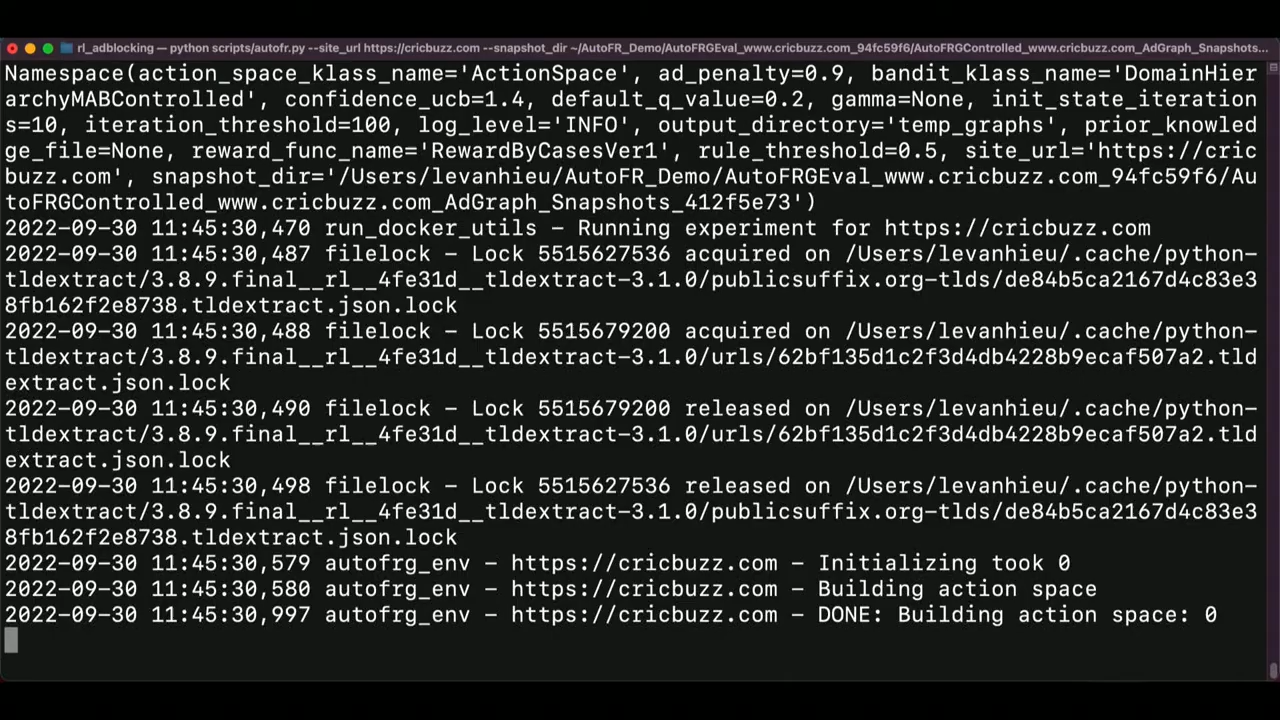 rl_adblocking — python scripts/autofr.py --site_url https://cricbuzz.com --snapshot_dir ~/AutoFR_Demo/AutoFRGEval_www.cricbuzz.com_94fc59f6/AutoFRGControlled_www.cricbuzz.com_AdGraph_Snapshots...
Namespace(action_space_klass_name='ActionSpace', ad_penalty=0.9, bandit_klass_name='DomainHier
archyMABControlled', confidence_ucb=1.4, default_q_value=0.2, gamma=None, init_state_iteration
s=10, iteration_threshold=100, log_level='INFO', output_directory='temp_graphs', prior_knowled
ge_file=None, reward_func_name='RewardByCasesVer1', rule_threshold=0.5, site_url='https://cric
buzz.com', snapshot_dir='/Users/levanhieu/AutoFR_Demo/AutoFRGEval_www.cricbuzz.com_94fc59f6/Au
toFRGControlled_www.cricbuzz.com_AdGraph_Snapshots_412f5e73')
2022-09-30 11:45:30,470 run_docker_utils - Running experiment for https://cricbuzz.com
2022-09-30 11:45:30,487 filelock - Lock 5515627536 acquired on /Users/levanhieu/.cache/python-
tldextract/3.8.9.final__rl__4fe31d__tldextract-3.1.0/publicsuffix.org-tlds/de84b5ca2167d4c83e3
8fb162f2e8738.tldextract.json.lock
2022-09-30 11:45:30,488 filelock - Lock 5515679200 acquired on /Users/levanhieu/.cache/python-
tldextract/3.8.9.final__rl__4fe31d__tldextract-3.1.0/urls/62bf135d1c2f3d4db4228b9ecaf507a2.tld
extract.json.lock
2022-09-30 11:45:30,490 filelock - Lock 5515679200 released on /Users/levanhieu/.cache/python-
tldextract/3.8.9.final__rl__4fe31d__tldextract-3.1.0/urls/62bf135d1c2f3d4db4228b9ecaf507a2.tld
extract.json.lock
2022-09-30 11:45:30,498 filelock - Lock 5515627536 released on /Users/levanhieu/.cache/python-
tldextract/3.8.9.final__rl__4fe31d__tldextract-3.1.0/publicsuffix.org-tlds/de84b5ca2167d4c83e3
8fb162f2e8738.tldextract.json.lock
2022-09-30 11:45:30,579 autofrg_env - https://cricbuzz.com - Initializing took 0
2022-09-30 11:45:30,580 autofrg_env - https://cricbuzz.com - Building action space
2022-09-30 11:45:30,997 autofrg_env - https://cricbuzz.com - DONE: Building action space: 0